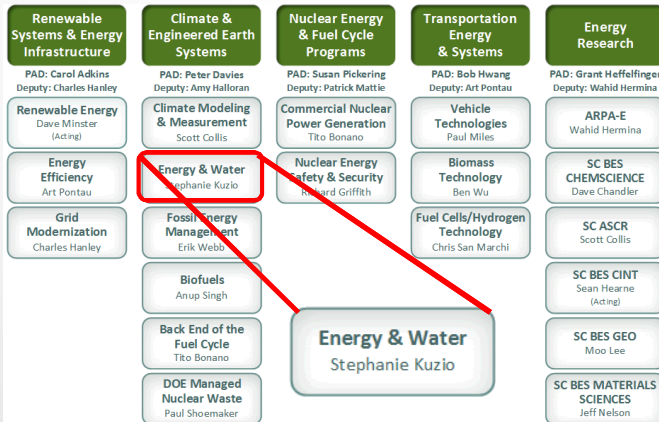 Renewable
Systems & Energy
Infrastructure
PAD: Carol Adkins
Deputy: Charles Hanley
Renewable Energy
Dave Minster
(Acting)
Energy
Efficiency
Art Pontau
Grid
Modernization
Charles Hanley
Climate &
Engineered Earth
Systems
PAD: Peter Davies
Deputy: Amy Halloran
Climate Modeling
& Measurement
Scott Collis
Energy & Water
Stephanie Kuzio
Fossil Energy
Management
Erik Webb
Biofuels
Anup Singh
Back End of the
Fuel Cycle
Tito Bonano
DOE Managed
Nuclear Waste
Paul Shoemaker
Nuclear Energy
& Fuel Cycle
Programs
PAD: Susan Pickering
Deputy: Patrick Mattie
Commercial Nuclear
Power Generation
Tito Bonano
Nuclear Energy
Safety & Security
Richard Griffith
Transportation
Energy
& Systems
PAD: Bob Hwang
Deputy: Art Pontau
Vehicle
Technologies
Paul Miles
Biomass
Technology
Ben Wu
Fuel Cells/Hydrogen
Technology
Chris San Marchi
Energy
Research
PAD: Grant Heffelfinger
Deputy: Wahid Hermina
ARPA-E
Wahid Hermina
SC BES
CHEMSCIENCE
Dave Chandler
SC ASCR
Scott Collis
SC BES CINT
Sean Hearne
(Acting)
SC BES GEO
Moo Lee
SC BES MATERIALS
SCIENCES
Jeff Nelson
Energy & Water
Stephanie Kuzio